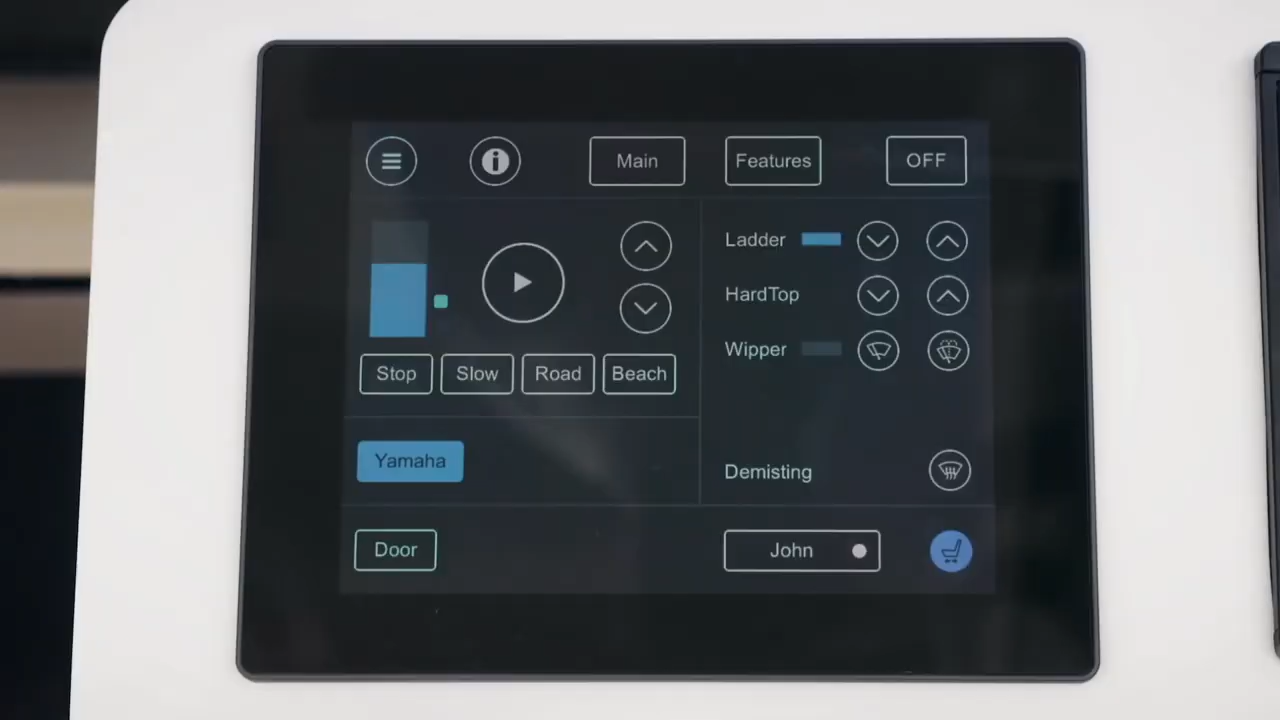 Main Features OFF
Ladder
HardTop
Wipper
Stop Slow Road Beach
Yamaha
Demisting
Door
John